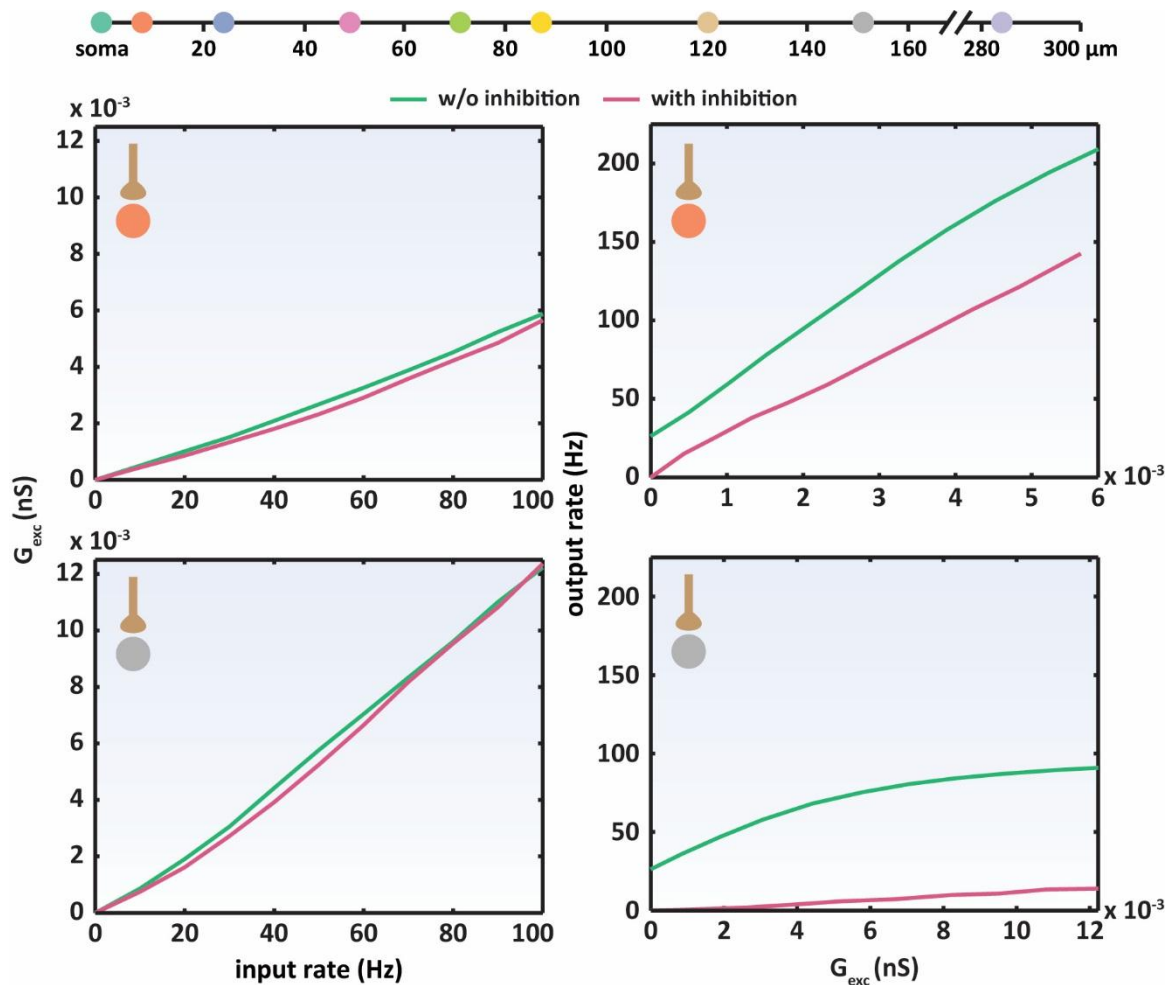 soma 20 40 60 80 100 120 140 160 280 300 µm
w/o inhibition with inhibition
x 10-3
12
10
8
6
4
2
0
0 20 40 60 80 100
200
150
100
50
0
0 1 2 3 4 5 6
x 10-3
Gexc (nS)
output rate (Hz)
x 10-3
12
10
8
6
4
2
0
0 20 40 60 80 100
input rate (Hz)
200
150
100
50
0
0 2 4 6 8 10 12
x 10-3
Gexc (nS)